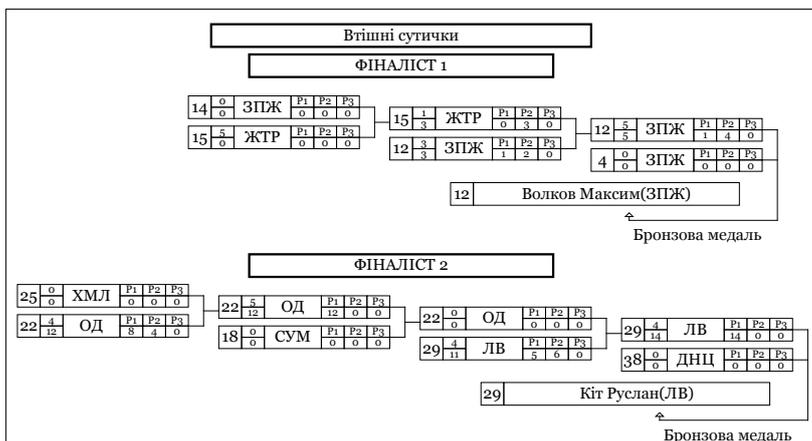 Втішні сутички
ФІНАЛІСТ 1
14 0 0 ЗПЖ P1 P2 P3 0 0 0
15 5 0 ЖТР P1 P2 P3 0 0 0
15 1 3 ЖТР P1 P2 P3 0 3 0
12 3 3 ЗПЖ P1 P2 P3 1 2 0
12 5 5 ЗПЖ P1 P2 P3 1 4 0
4 0 0 ЗПЖ P1 P2 P3 0 0 0
12 Волков Максим(ЗПЖ)
Бронзова медаль
ФІНАЛІСТ 2
25 0 0 ХМЛ P1 P2 P3 0 0 0
22 4 12 ОД P1 P2 P3 8 4 0
22 5 12 ОД P1 P2 P3 12 0 0
18 0 0 СУМ P1 P2 P3 0 0 0
22 0 0 ОД P1 P2 P3 0 0 0
29 4 11 ЛВ P1 P2 P3 5 6 0
29 4 14 ЛВ P1 P2 P3 14 0 0
38 0 0 ДНЦ P1 P2 P3 0 0 0
29 Кіт Руслан(ЛВ)
Бронзова медаль